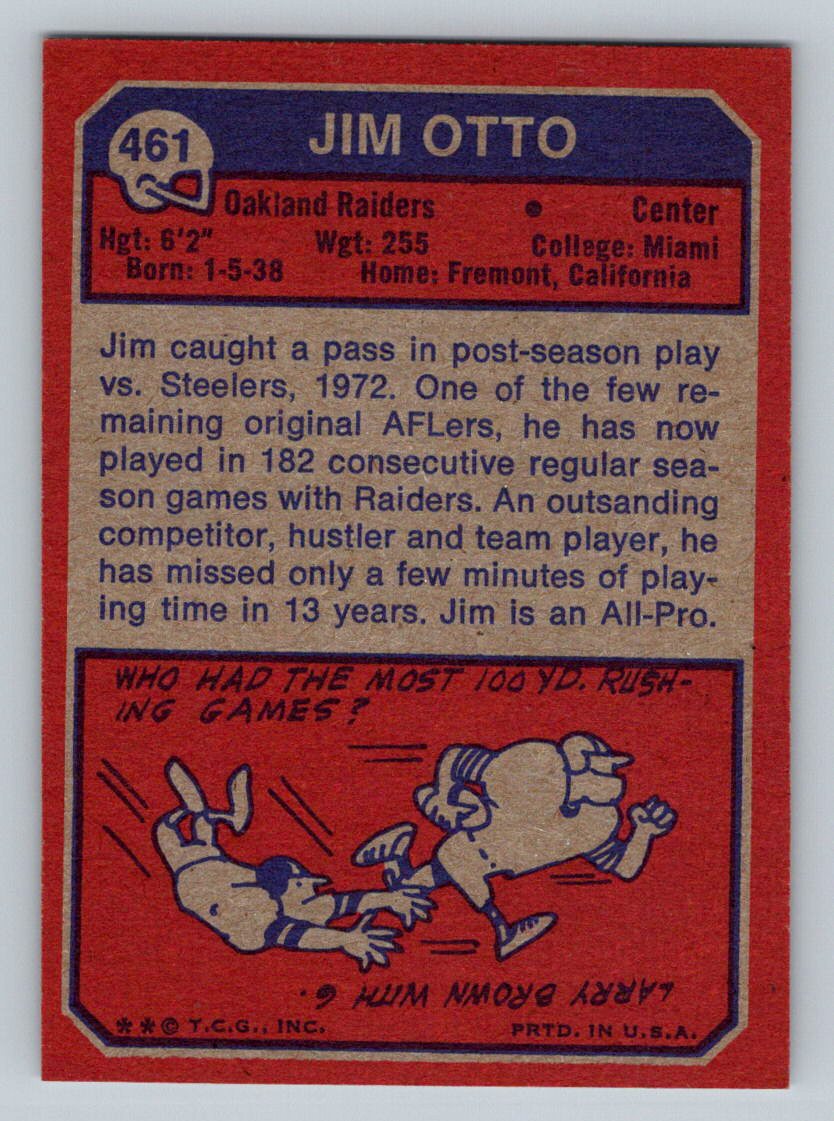 461
JIM OTTO
Oakland Raiders • Center
Hgt: 6'2" Wgt: 255 College: Miami
Born: 1-5-38 Home: Fremont, California
Jim caught a pass in post-season play
vs. Steelers, 1972. One of the few re-
maining original AFLers, he has now
played in 182 consecutive regular sea-
son games with Raiders. An outsanding
competitor, hustler and team player, he
has missed only a few minutes of play-
ing time in 13 years. Jim is an All-Pro.
WHO HAD THE MOST 100 YD. RUSH-
ING GAMES?
LARRY BROWN WITH 6.
**© T.C.G., INC. PRTD. IN U.S.A.